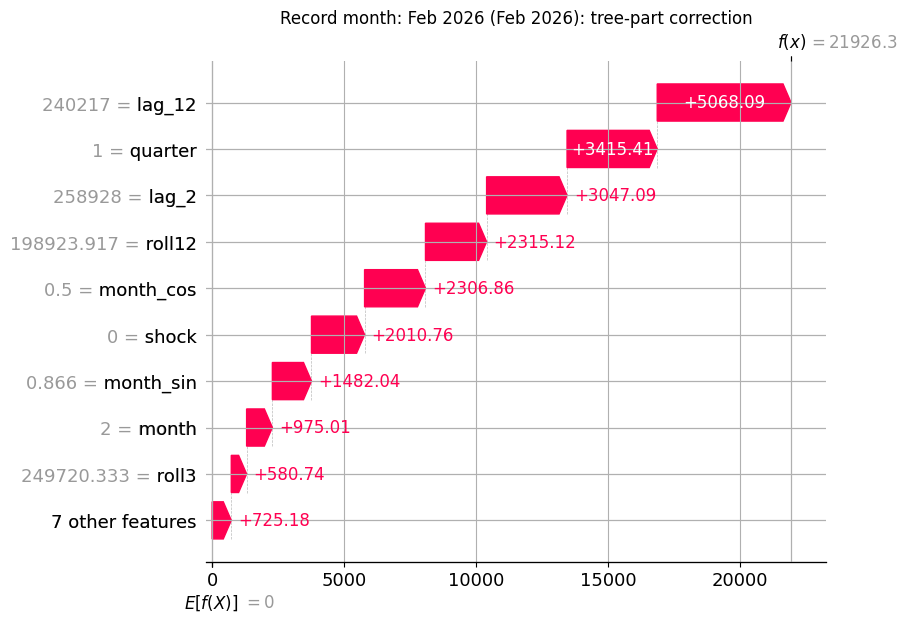 Record month: Feb 2026 (Feb 2026): tree-part correction
f(x) = 21926.3
240217 = lag_12 +5068.09
1 = quarter +3415.41
258928 = lag_2 +3047.09
198923.917 = roll12 +2315.12
0.5 = month_cos +2306.86
0 = shock +2010.76
0.866 = month_sin +1482.04
2 = month +975.01
249720.333 = roll3 +580.74
7 other features +725.18
0 5000 10000 15000 20000
E[f(X)] = 0